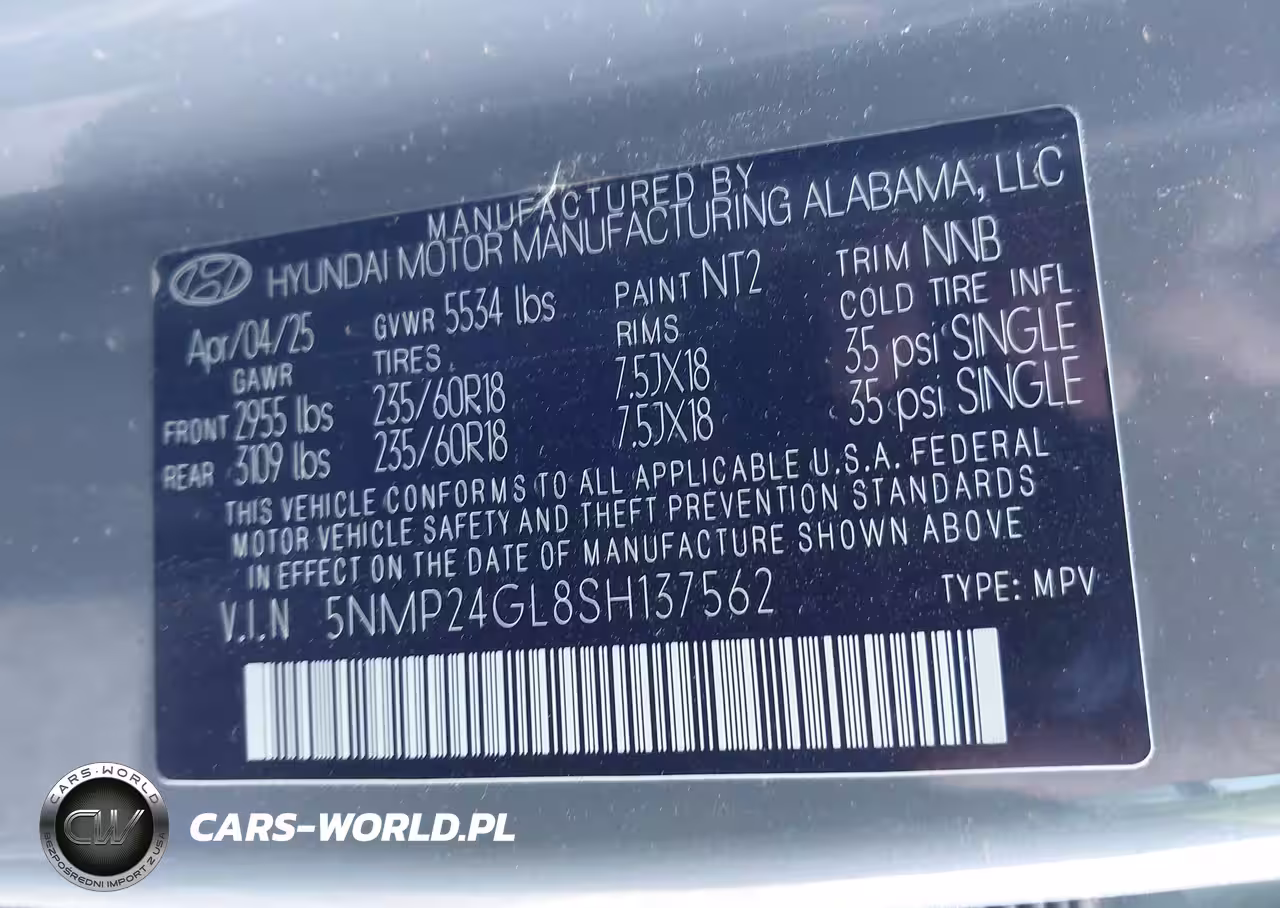 MANUFACTURED BY
HYUNDAI MOTOR MANUFACTURING ALABAMA, LLC
Apr/04/25 GVWR 5534 lbs PAINT NT2 TRIM NNB
GAWR TIRES RIMS COLD TIRE INFL
FRONT 2955 lbs 235/60R18 7.5JX18 35 psi SINGLE
REAR 3109 lbs 235/60R18 7.5JX18 35 psi SINGLE
THIS VEHICLE CONFORMS TO ALL APPLICABLE U.S.A. FEDERAL
MOTOR VEHICLE SAFETY AND THEFT PREVENTION STANDARDS
IN EFFECT ON THE DATE OF MANUFACTURE SHOWN ABOVE
V.I.N 5NMP24GL8SH137562 TYPE: MPV
CARS-WORLD
CW
BEZPOŚREDNI IMPORT Z USA
CARS-WORLD.PL